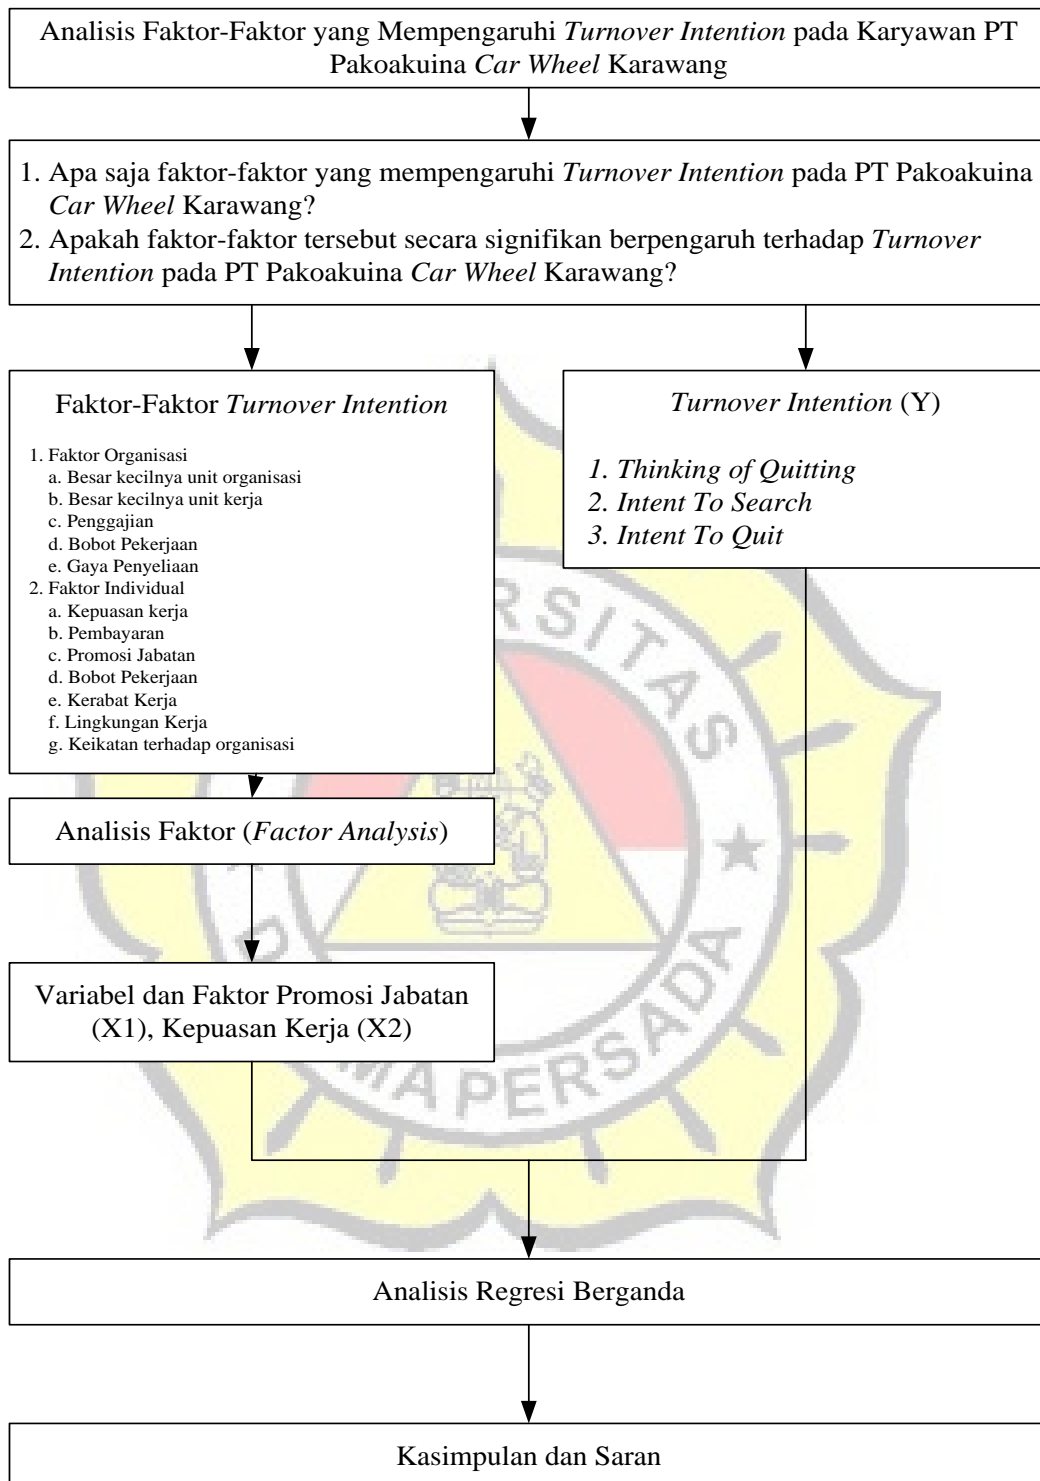 Analisis Faktor-Faktor yang Mempengaruhi Turnover Intention pada Karyawan PT
Pakoakuina Car Wheel Karawang
1. Apa saja faktor-faktor yang mempengaruhi Turnover Intention pada PT Pakoakuina
Car Wheel Karawang?
2. Apakah faktor-faktor tersebut secara signifikan berpengaruh terhadap Turnover
Intention pada PT Pakoakuina Car Wheel Karawang?
Faktor-Faktor Turnover Intention
1. Faktor Organisasi
a. Besar kecilnya unit organisasi
b. Besar kecilnya unit kerja
c. Penggajian
d. Bobot Pekerjaan
e. Gaya Penyeliaan
2. Faktor Individual
a. Kepuasan kerja
b. Pembayaran
c. Promosi Jabatan
d. Bobot Pekerjaan
e. Kerabat Kerja
f. Lingkungan Kerja
g. Keikatan terhadap organisasi
Turnover Intention (Y)
1. Thinking of Quitting
2. Intent To Search
3. Intent To Quit
Analisis Faktor (Factor Analysis)
Variabel dan Faktor Promosi Jabatan
(X1), Kepuasan Kerja (X2)
Analisis Regresi Berganda
Kasimpulan dan Saran
RSITAS
MA PERSADA